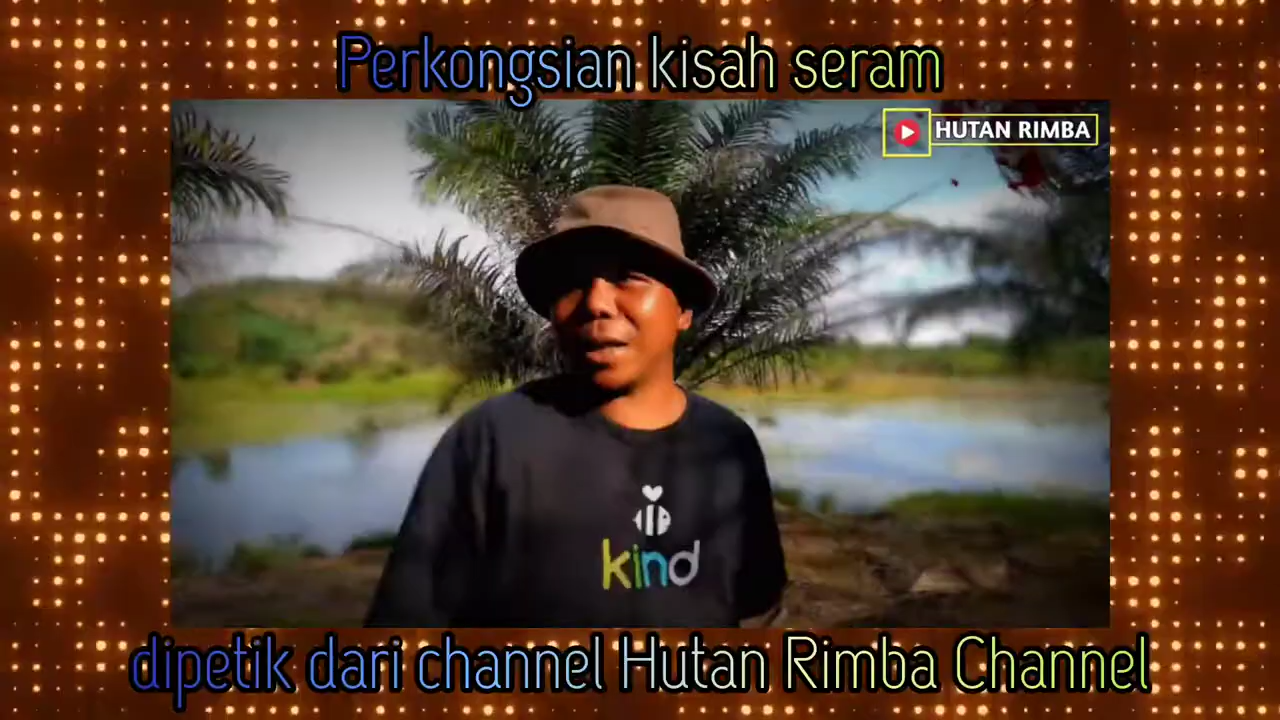 Perkongsian kisah seram
HUTAN RIMBA
kind
dipetik dari channel Hutan Rimba Channel